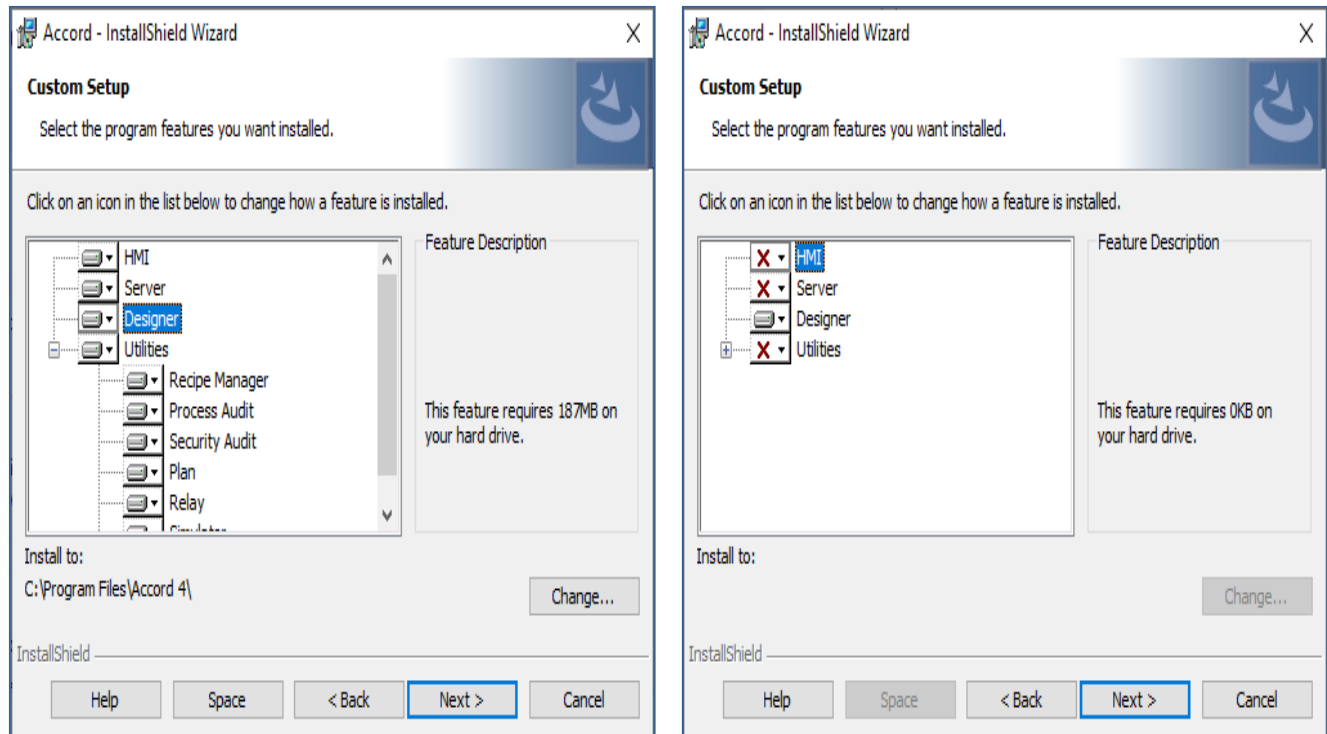 Accord - InstallShield Wizard
Custom Setup
Select the program features you want installed.
Click on an icon in the list below to change how a feature is installed.
HMI
Server
Designer
Utilities
Recipe Manager
Process Audit
Security Audit
Plan
Relay
Simulator
Feature Description
This feature requires 187MB on
your hard drive.
Install to:
C:\Program Files\Accord 4\
Change...
InstallShield
Help
Space
< Back
Next >
Cancel
Accord - InstallShield Wizard
Custom Setup
Select the program features you want installed.
Click on an icon in the list below to change how a feature is installed.
HMI
Server
Designer
Utilities
Feature Description
This feature requires 0KB on
your hard drive.
Install to:
Change...
InstallShield
Help
Space
< Back
Next >
Cancel